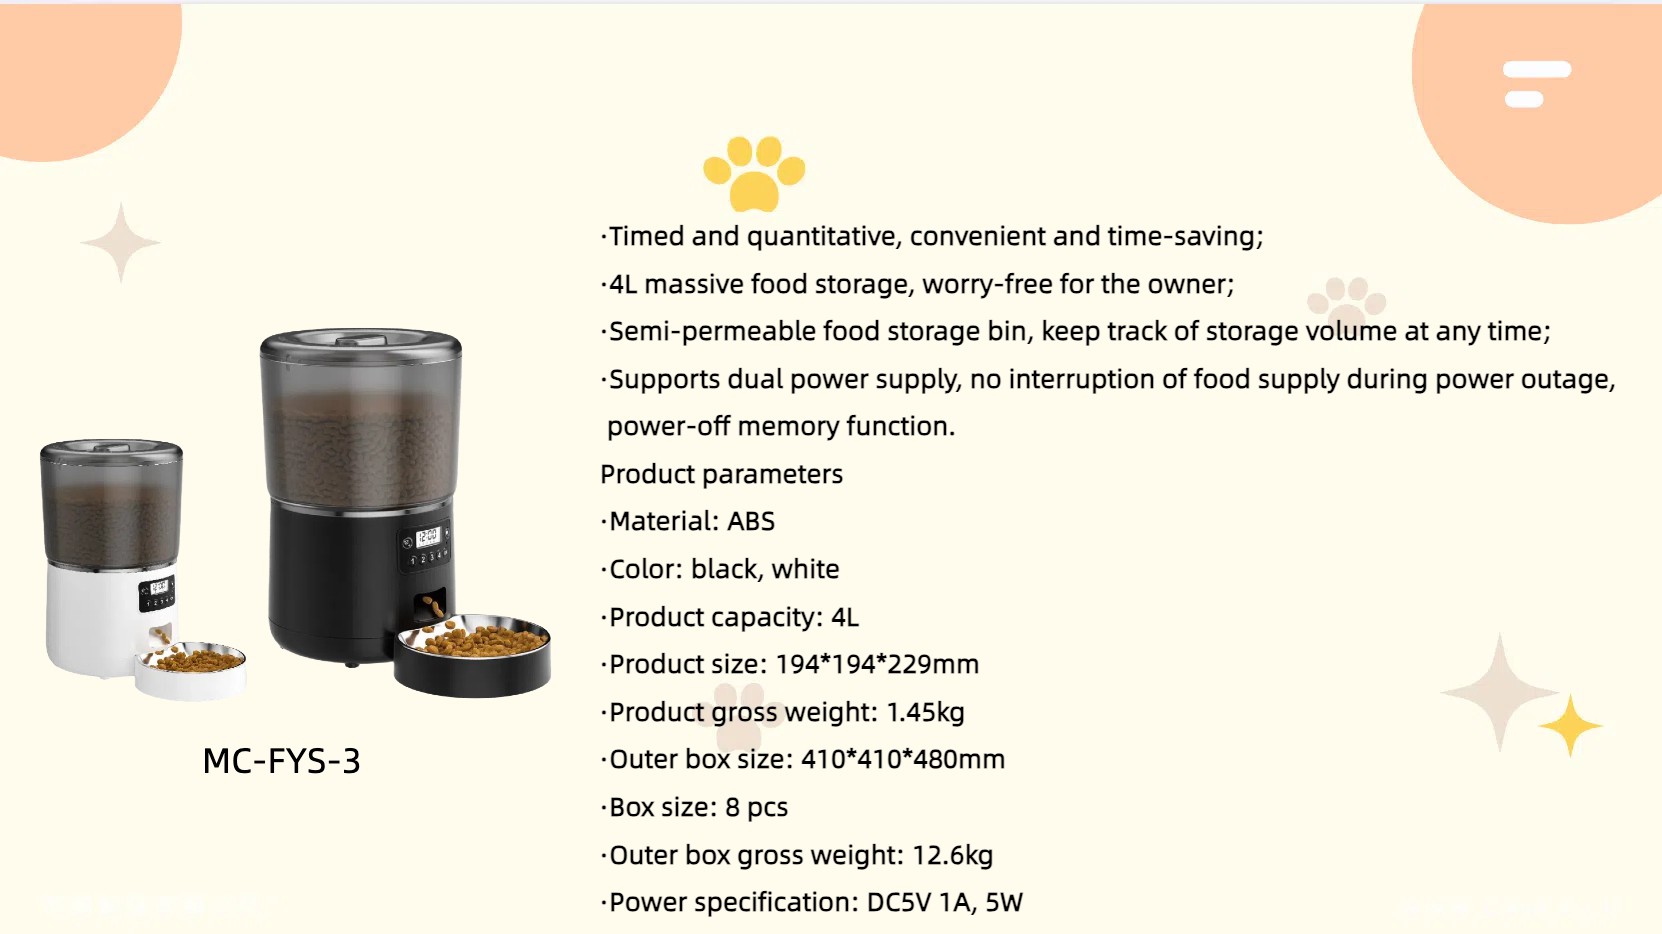 ·Timed and quantitative, convenient and time-saving;
·4L massive food storage, worry-free for the owner;
·Semi-permeable food storage bin, keep track of storage volume at any time;
·Supports dual power supply, no interruption of food supply during power outage,
power-off memory function.
Product parameters
·Material: ABS
·Color: black, white
·Product capacity: 4L
·Product size: 194*194*229mm
·Product gross weight: 1.45kg
·Outer box size: 410*410*480mm
·Box size: 8 pcs
·Outer box gross weight: 12.6kg
·Power specification: DC5V 1A, 5W
12:00
1 2 3 4
MC-FYS-3